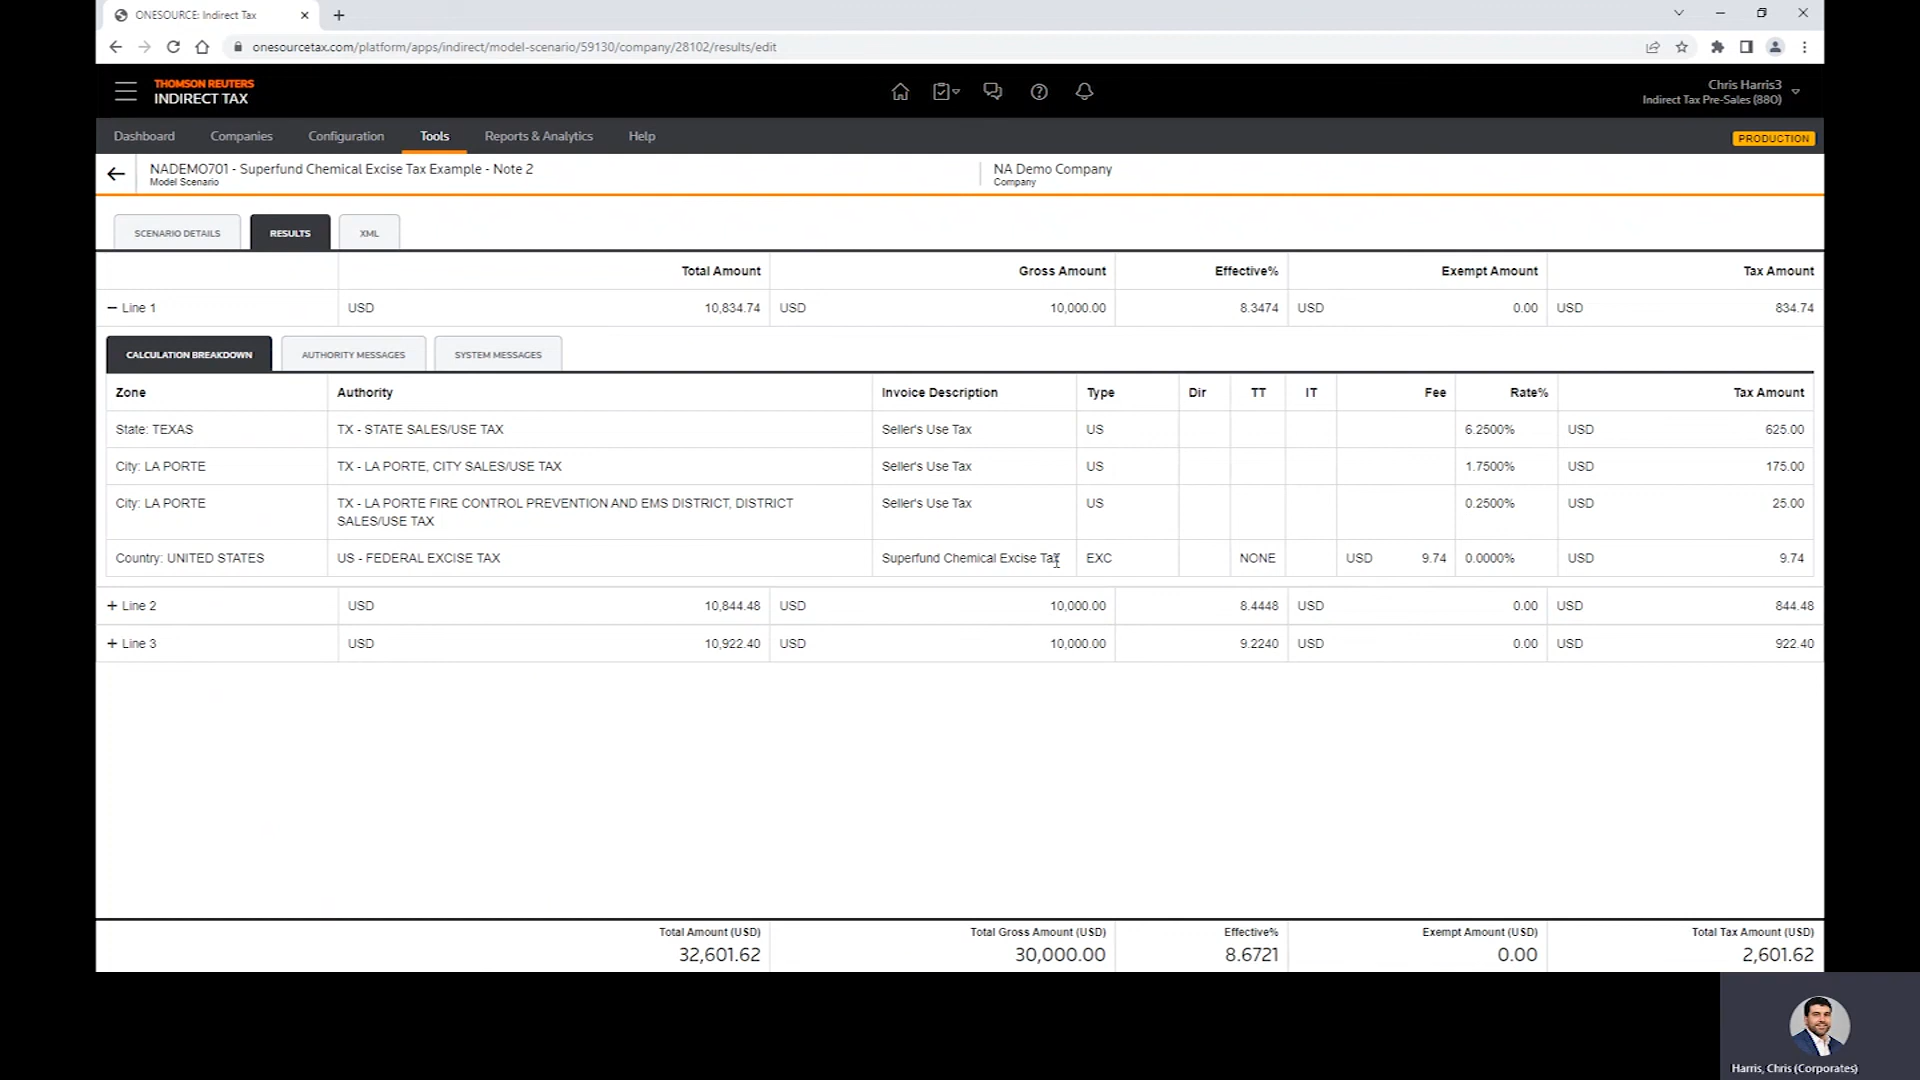 ONESOURCE: Indirect Tax
onesourcetax.com/platform/apps/indirect/model-scenario/59130/company/28102/results/edit
THOMSON REUTERS
INDIRECT TAX
Chris Harris3
Indirect Tax Pre-Sales (880)
Dashboard Companies Configuration Tools Reports & Analytics Help PRODUCTION
NADEMO701 - Superfund Chemical Excise Tax Example - Note 2 NA Demo Company
Model Scenario Company
SCENARIO DETAILS RESULTS XML
Total Amount Gross Amount Effective% Exempt Amount Tax Amount
− Line 1 USD 10,834.74 USD 10,000.00 8.3474 USD 0.00 USD 834.74
CALCULATION BREAKDOWN AUTHORITY MESSAGES SYSTEM MESSAGES
Zone Authority Invoice Description Type Dir TT IT Fee Rate% Tax Amount
State: TEXAS TX - STATE SALES/USE TAX Seller's Use Tax US 6.2500% USD 625.00
City: LA PORTE TX - LA PORTE, CITY SALES/USE TAX Seller's Use Tax US 1.7500% USD 175.00
City: LA PORTE TX - LA PORTE FIRE CONTROL PREVENTION AND EMS DISTRICT, DISTRICT Seller's Use Tax US 0.2500% USD 25.00
SALES/USE TAX
Country: UNITED STATES US - FEDERAL EXCISE TAX Superfund Chemical Excise Tax EXC NONE USD 9.74 0.0000% USD 9.74
+ Line 2 USD 10,844.48 USD 10,000.00 8.4448 USD 0.00 USD 844.48
+ Line 3 USD 10,922.40 USD 10,000.00 9.2240 USD 0.00 USD 922.40
Total Amount (USD) Total Gross Amount (USD) Effective% Exempt Amount (USD) Total Tax Amount (USD)
32,601.62 30,000.00 8.6721 0.00 2,601.62
Harris, Chris (Corporates)